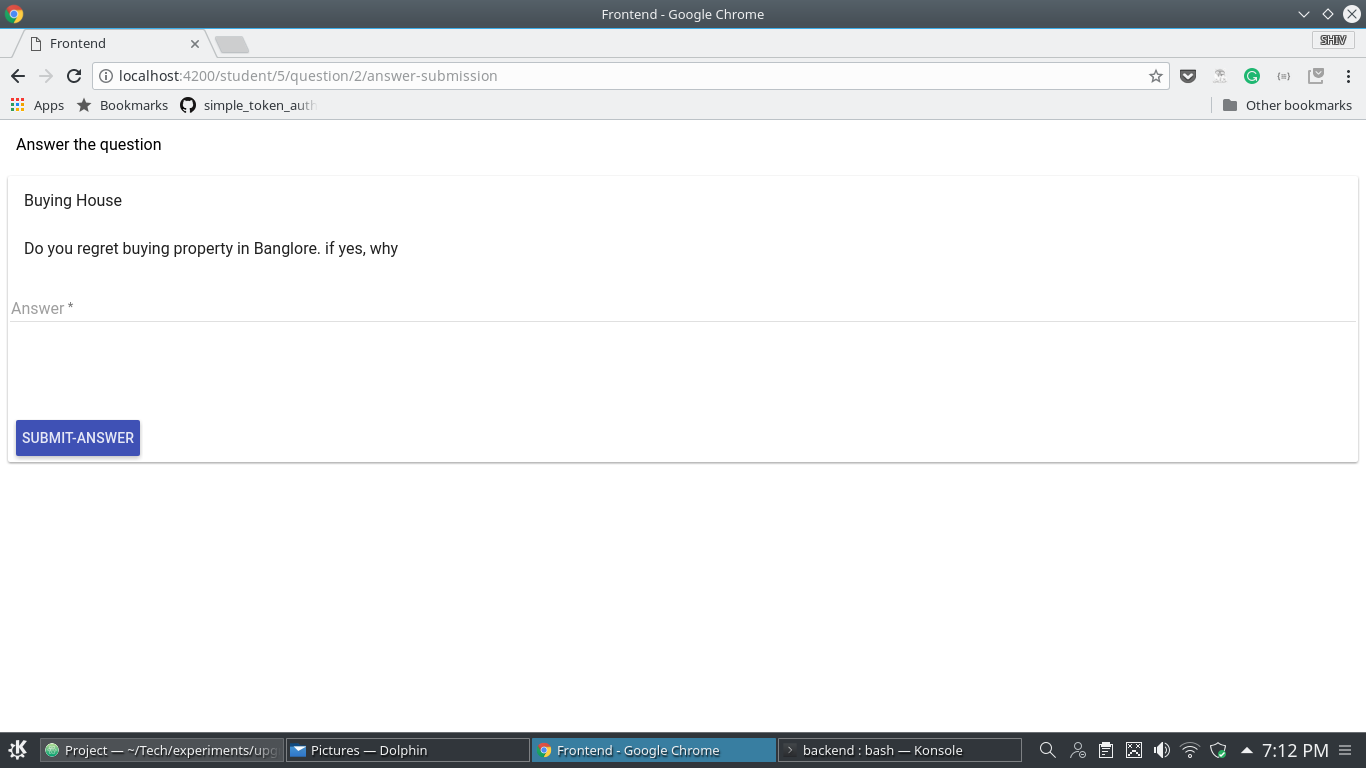 Frontend - Google Chrome
Frontend
SHIV
localhost:4200/student/5/question/2/answer-submission
Apps Bookmarks simple_token_auth Other bookmarks
Answer the question
Buying House
Do you regret buying property in Banglore. if yes, why
Answer *
SUBMIT-ANSWER
Project — ~/Tech/experiments/upg Pictures — Dolphin Frontend - Google Chrome backend : bash — Konsole 7:12 PM